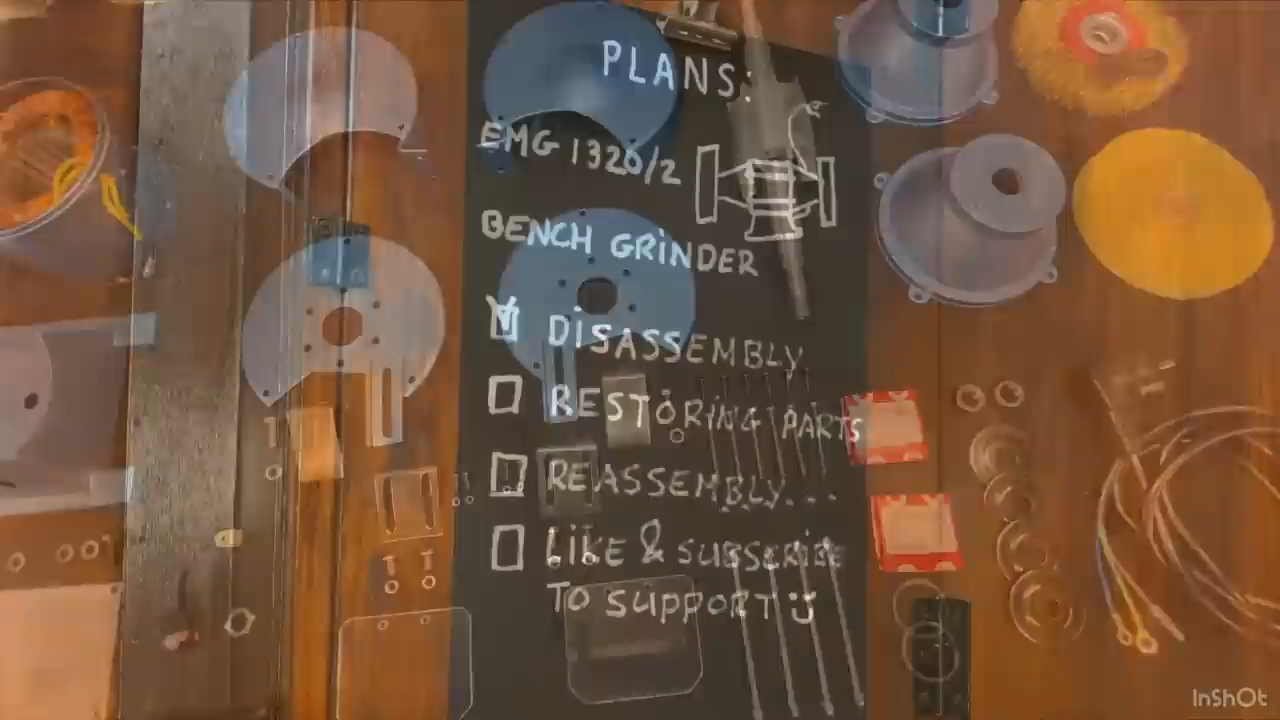 PLANS:
EMG 1320/2
BENCH GRiNDER
DiSASSEMBLY
RESTORiNG PARTS
REASSEMBLY...
LiKE & SUBSCRiBE
TO SUPPORT
InShOt